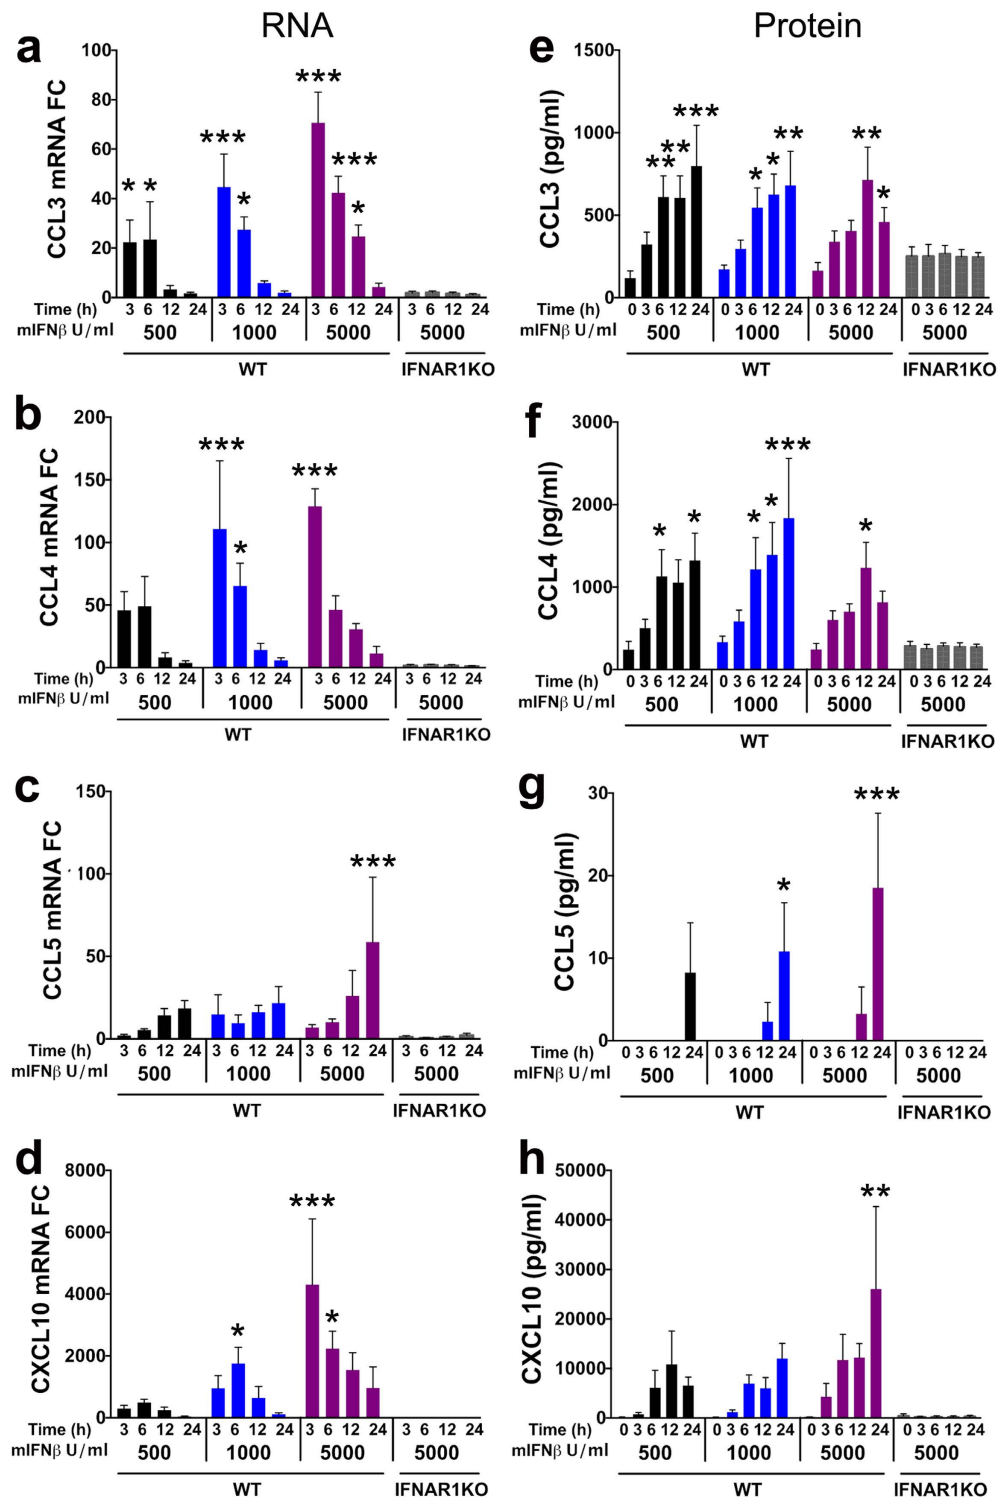 RNA
Protein
a
100
80
60
40
20
0
CCL3 mRNA FC
* * *** * *** *** *
Time (h) 3 6 12 24 3 6 12 24 3 6 12 24 3 6 12 24
mIFNβ U/ml 500 1000 5000 5000
WT IFNAR1KO
e
1500
1000
500
0
CCL3 (pg/ml)
** ** *** * * ** ** *
Time (h) 0 3 6 12 24 0 3 6 12 24 0 3 6 12 24 0 3 6 12 24
mIFNβ U/ml 500 1000 5000 5000
WT IFNAR1KO
b
200
150
100
50
0
CCL4 mRNA FC
*** * ***
Time (h) 3 6 12 24 3 6 12 24 3 6 12 24 3 6 12 24
mIFNβ U/ml 500 1000 5000 5000
WT IFNAR1KO
f
3000
2000
1000
0
CCL4 (pg/ml)
* * * * *** *
Time (h) 0 3 6 12 24 0 3 6 12 24 0 3 6 12 24 0 3 6 12 24
mIFNβ U/ml 500 1000 5000 5000
WT IFNAR1KO
c
150
100
50
0
CCL5 mRNA FC
***
Time (h) 3 6 12 24 3 6 12 24 3 6 12 24 3 6 12 24
mIFNβ U/ml 500 1000 5000 5000
WT IFNAR1KO
g
30
20
10
0
CCL5 (pg/ml)
* ***
Time (h) 0 3 6 12 24 0 3 6 12 24 0 3 6 12 24 0 3 6 12 24
mIFNβ U/ml 500 1000 5000 5000
WT IFNAR1KO
d
8000
6000
4000
2000
0
CXCL10 mRNA FC
* *** *
Time (h) 3 6 12 24 3 6 12 24 3 6 12 24 3 6 12 24
mIFNβ U/ml 500 1000 5000 5000
WT IFNAR1KO
h
50000
40000
30000
20000
10000
0
CXCL10 (pg/ml)
**
Time (h) 0 3 6 12 24 0 3 6 12 24 0 3 6 12 24 0 3 6 12 24
mIFNβ U/ml 500 1000 5000 5000
WT IFNAR1KO